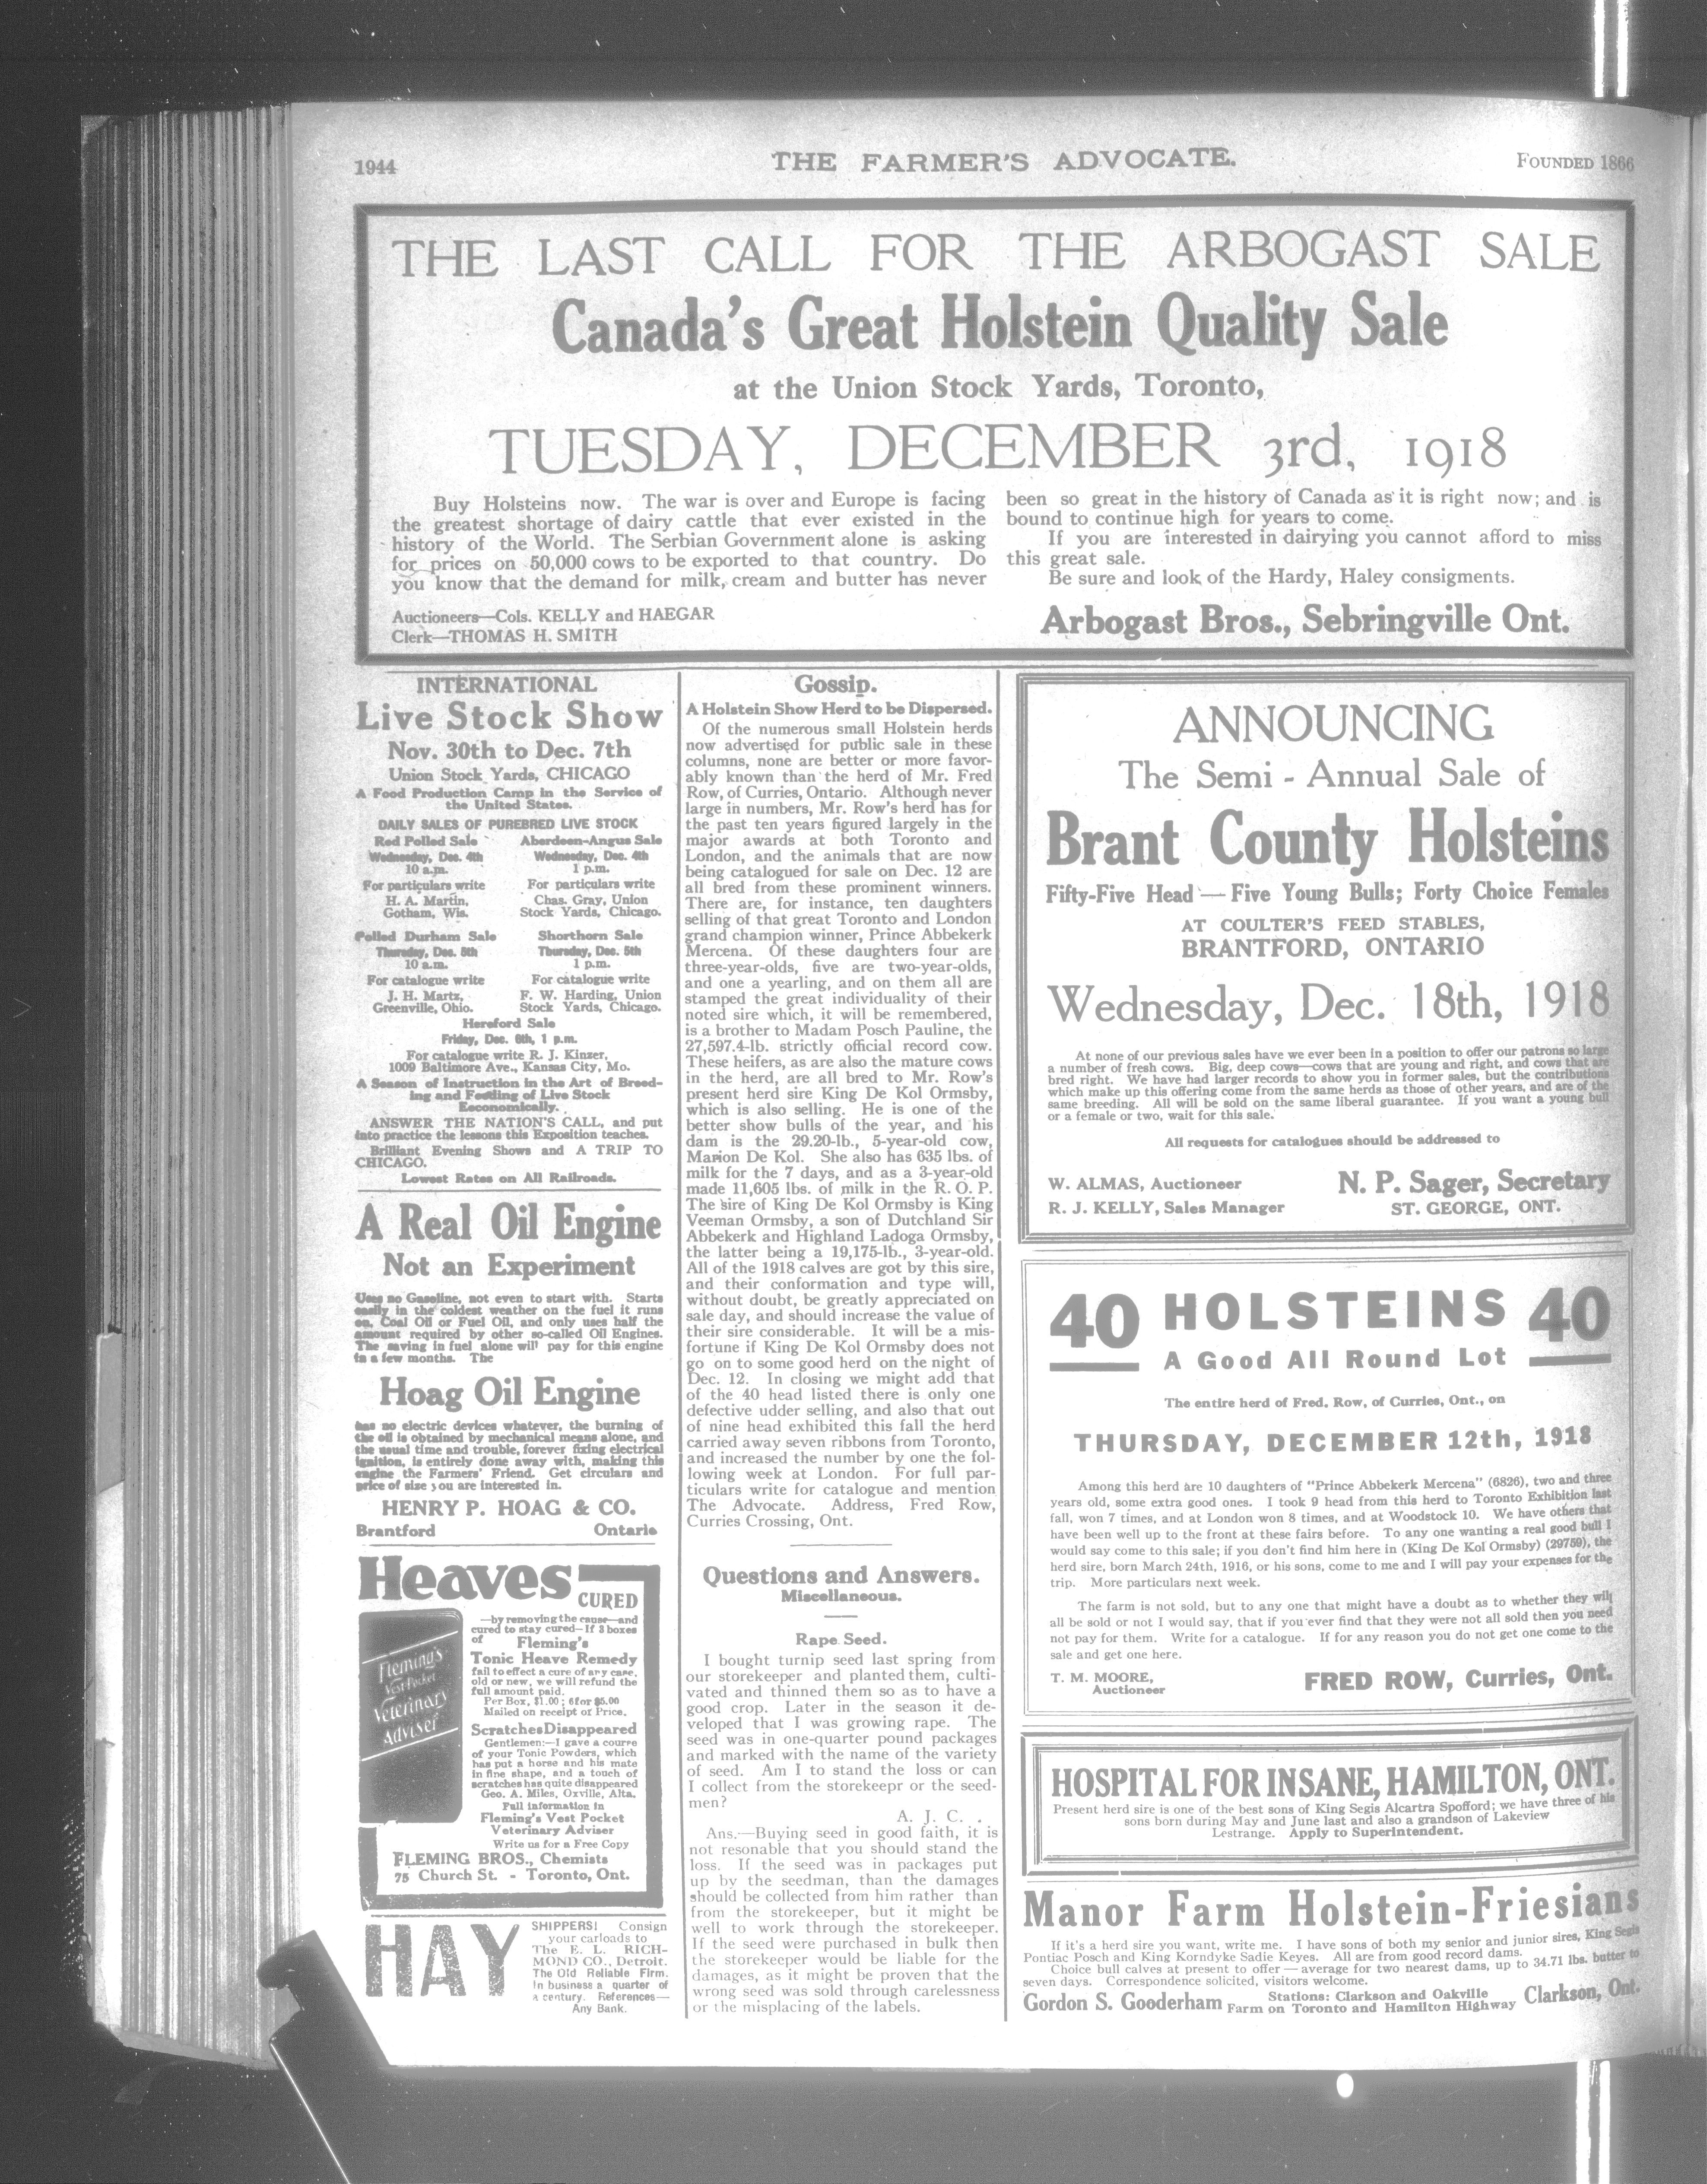 1944
THE FARMER'S ADVOCATE.
FOUNDED 1866
THE LAST CALL FOR THE ARBOGAST SALE
Canada's Great Holstein Quality Sale
at the Union Stock Yards, Toronto,
TUESDAY, DECEMBER 3rd, 1918
Buy Holsteins now. The war is over and Europe is facing
the greatest shortage of dairy cattle that ever existed in the
history of the World. The Serbian Government alone is asking
for prices on 50,000 cows to be exported to that country. Do
you know that the demand for milk, cream and butter has never
been so great in the history of Canada as it is right now; and is
bound to continue high for years to come.
If you are interested in dairying you cannot afford to miss
this great sale.
Be sure and look of the Hardy, Haley consigments.
Auctioneers—Cols. KELLY and HAEGAR
Clerk—THOMAS H. SMITH
Arbogast Bros., Sebringville Ont.
INTERNATIONAL
Live Stock Show
Nov. 30th to Dec. 7th
Union Stock Yards, CHICAGO
A Food Production Camp in the Service of
the United States.
DAILY SALES OF PUREBRED LIVE STOCK
Red Polled Sale
Wednesday, Dec. 4th
10 a.m.
For particulars write
H. A. Martin,
Gotham, Wis.
Aberdeen-Angus Sale
Wednesday, Dec. 4th
1 p.m.
For particulars write
Chas. Gray, Union
Stock Yards, Chicago.
Polled Durham Sale
Thursday, Dec. 5th
10 a.m.
For catalogue write
J. H. Martz,
Greenville, Ohio.
Shorthorn Sale
Thursday, Dec. 5th
1 p.m.
For catalogue write
F. W. Harding, Union
Stock Yards, Chicago.
Hereford Sale
Friday, Dec. 6th, 1 p.m.
For catalogue write R. J. Kinzer,
1009 Baltimore Ave., Kansas City, Mo.
A Season of Instruction in the Art of Breed-
ing and Feeding of Live Stock
Economically.
ANSWER THE NATION'S CALL, and put
into practice the lessons this Exposition teaches.
Brilliant Evening Shows and A TRIP TO
CHICAGO.
Lowest Rates on All Railroads.
A Real Oil Engine
Not an Experiment
Uses no Gasoline, not even to start with. Starts
easily in the coldest weather on the fuel it runs
on, Coal Oil or Fuel Oil, and only uses half the
amount required by other so-called Oil Engines.
The saving in fuel alone will pay for this engine
in a few months. The
Hoag Oil Engine
has no electric devices whatever, the burning of
the oil is obtained by mechanical means alone, and
the usual time and trouble, forever fixing electrical
ignition, is entirely done away with, making this
engine the Farmers' Friend. Get circulars and
price of size you are interested in.
HENRY P. HOAG & CO.
Brantford Ontario
Heaves
CURED
—by removing the cause—and
cured to stay cured—If 3 boxes
of Fleming's
Tonic Heave Remedy
fail to effect a cure of any case,
old or new, we will refund the
full amount paid.
Per Box, $1.00; 6 for $5.00
Mailed on receipt of Price.
Scratches Disappeared
Gentlemen:—I gave a course
of your Tonic Powders, which
has put a horse and his mate
in fine shape, and a touch of
scratches has quite disappeared
Geo. A. Miles, Oxville, Alta.
Full information in
Fleming's Vest Pocket
Veterinary Adviser
Write us for a Free Copy
FLEMING BROS., Chemists
75 Church St. - Toronto, Ont.
Fleming's
Vest Pocket
Veterinary
Adviser
HAY
SHIPPERS! Consign
your carloads to
The E. L. RICH-
MOND CO., Detroit.
The Old Reliable Firm.
In business a quarter of
a century. References—
Any Bank.
Gossip.
A Holstein Show Herd to be Dispersed.
Of the numerous small Holstein herds
now advertised for public sale in these
columns, none are better or more favor-
ably known than the herd of Mr. Fred
Row, of Curries, Ontario. Although never
large in numbers, Mr. Row's herd has for
the past ten years figured largely in the
major awards at both Toronto and
London, and the animals that are now
being catalogued for sale on Dec. 12 are
all bred from these prominent winners.
There are, for instance, ten daughters
selling of that great Toronto and London
grand champion winner, Prince Abbekerk
Mercena. Of these daughters four are
three-year-olds, five are two-year-olds,
and one a yearling, and on them all are
stamped the great individuality of their
noted sire which, it will be remembered,
is a brother to Madam Posch Pauline, the
27,597.4-lb. strictly official record cow.
These heifers, as are also the mature cows
in the herd, are all bred to Mr. Row's
present herd sire King De Kol Ormsby,
which is also selling. He is one of the
better show bulls of the year, and his
dam is the 29.20-lb., 5-year-old cow,
Marion De Kol. She also has 635 lbs. of
milk for the 7 days, and as a 3-year-old
made 11,605 lbs. of milk in the R. O. P.
The sire of King De Kol Ormsby is King
Veeman Ormsby, a son of Dutchland Sir
Abbekerk and Highland Ladoga Ormsby,
the latter being a 19,175-lb., 3-year-old.
All of the 1918 calves are got by this sire,
and their conformation and type will,
without doubt, be greatly appreciated on
sale day, and should increase the value of
their sire considerable. It will be a mis-
fortune if King De Kol Ormsby does not
go on to some good herd on the night of
Dec. 12. In closing we might add that
of the 40 head listed there is only one
defective udder selling, and also that out
of nine head exhibited this fall the herd
carried away seven ribbons from Toronto,
and increased the number by one the fol-
lowing week at London. For full par-
ticulars write for catalogue and mention
The Advocate. Address, Fred Row,
Curries Crossing, Ont.
Questions and Answers.
Miscellaneous.
Rape Seed.
I bought turnip seed last spring from
our storekeeper and planted them, culti-
vated and thinned them so as to have a
good crop. Later in the season it de-
veloped that I was growing rape. The
seed was in one-quarter pound packages
and marked with the name of the variety
of seed. Am I to stand the loss or can
I collect from the storekeepr or the seed-
men?
A. J. C.
Ans.—Buying seed in good faith, it is
not resonable that you should stand the
loss. If the seed was in packages put
up by the seedman, than the damages
should be collected from him rather than
from the storekeeper, but it might be
well to work through the storekeeper.
If the seed were purchased in bulk then
the storekeeper would be liable for the
damages, as it might be proven that the
wrong seed was sold through carelessness
or the misplacing of the labels.
ANNOUNCING
The Semi - Annual Sale of
Brant County Holsteins
Fifty-Five Head — Five Young Bulls; Forty Choice Females
AT COULTER'S FEED STABLES,
BRANTFORD, ONTARIO
Wednesday, Dec. 18th, 1918
At none of our previous sales have we ever been in a position to offer our patrons so large
a number of fresh cows. Big, deep cows—cows that are young and right, and cows that are
bred right. We have had larger records to show you in former sales, but the contributions
which make up this offering come from the same herds as those of other years, and are of the
same breeding. All will be sold on the same liberal guarantee. If you want a young bull
or a female or two, wait for this sale.
All requests for catalogues should be addressed to
W. ALMAS, Auctioneer
R. J. KELLY, Sales Manager
N. P. Sager, Secretary
ST. GEORGE, ONT.
40 HOLSTEINS 40
A Good All Round Lot
The entire herd of Fred. Row, of Curries, Ont., on
THURSDAY, DECEMBER 12th, 1918
Among this herd are 10 daughters of "Prince Abbekerk Mercena" (6826), two and three
years old, some extra good ones. I took 9 head from this herd to Toronto Exhibition last
fall, won 7 times, and at London won 8 times, and at Woodstock 10. We have others that
have been well up to the front at these fairs before. To any one wanting a real good bull I
would say come to this sale; if you don't find him here in (King De Kol Ormsby) (29759), the
herd sire, born March 24th, 1916, or his sons, come to me and I will pay your expenses for the
trip. More particulars next week.
The farm is not sold, but to any one that might have a doubt as to whether they will
all be sold or not I would say, that if you ever find that they were not all sold then you need
not pay for them. Write for a catalogue. If for any reason you do not get one come to the
sale and get one here.
T. M. MOORE,
Auctioneer
FRED ROW, Curries, Ont.
HOSPITAL FOR INSANE, HAMILTON, ONT.
Present herd sire is one of the best sons of King Segis Alcartra Spofford; we have three of his
sons born during May and June last and also a grandson of Lakeview
Lestrange. Apply to Superintendent.
Manor Farm Holstein-Friesians
If it's a herd sire you want, write me. I have sons of both my senior and junior sires, King Segis
Pontiac Posch and King Korndyke Sadie Keyes. All are from good record dams.
Choice bull calves at present to offer — average for two nearest dams, up to 34.71 lbs. butter to
seven days. Correspondence solicited, visitors welcome.
Gordon S. Gooderham
Stations: Clarkson and Oakville
Farm on Toronto and Hamilton Highway
Clarkson, Ont.